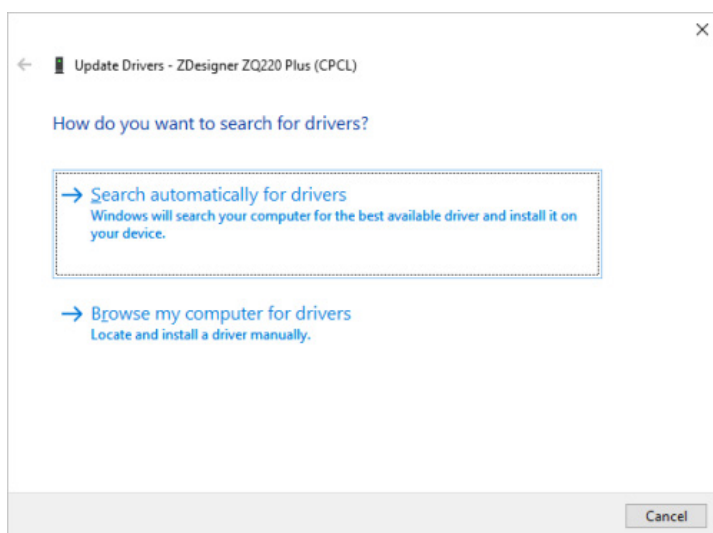 Update Drivers - ZDesigner ZQ220 Plus (CPCL)
How do you want to search for drivers?
Search automatically for drivers
Windows will search your computer for the best available driver and install it on
your device.
Browse my computer for drivers
Locate and install a driver manually.
Cancel